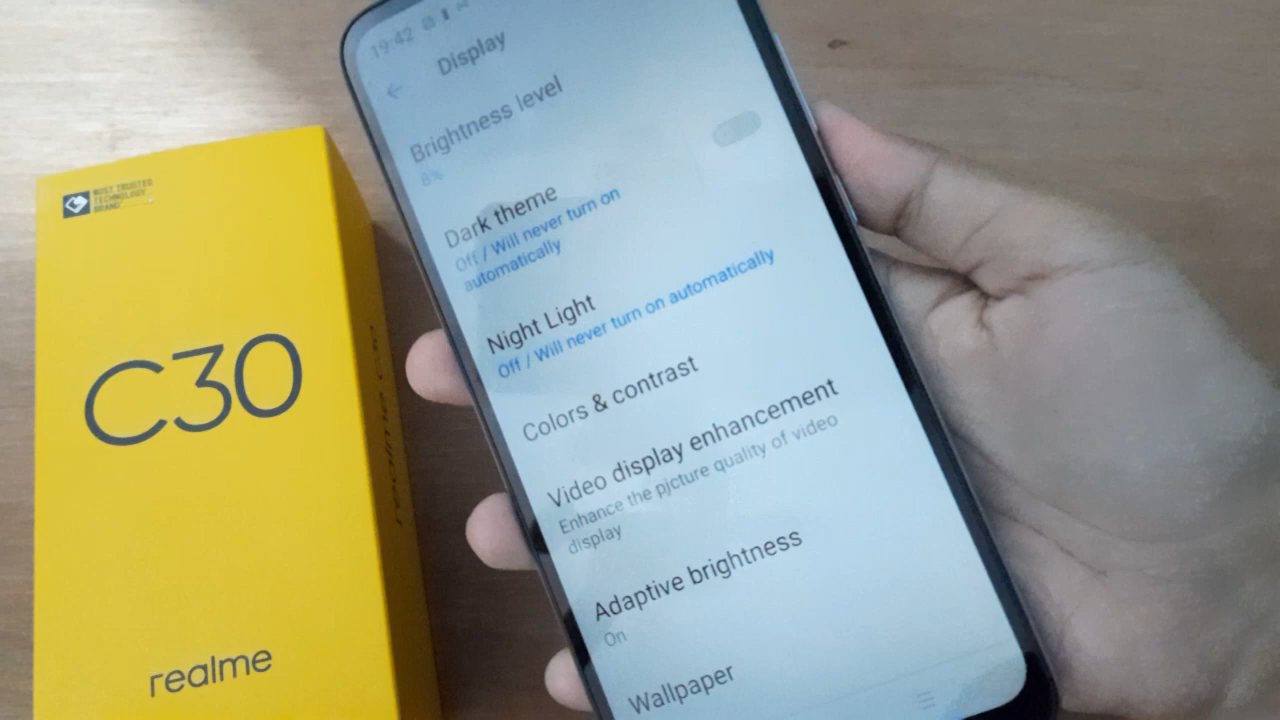 MOST TRUSTED
TECHNOLOGY
BRAND
C30
realme
realme C30
19:42
Display
Brightness level
8%
Dark theme
Off / Will never turn on
automatically
Night Light
Off / Will never turn on automatically
Colors & contrast
Video display enhancement
Enhance the picture quality of video
display
Adaptive brightness
On
Wallpaper